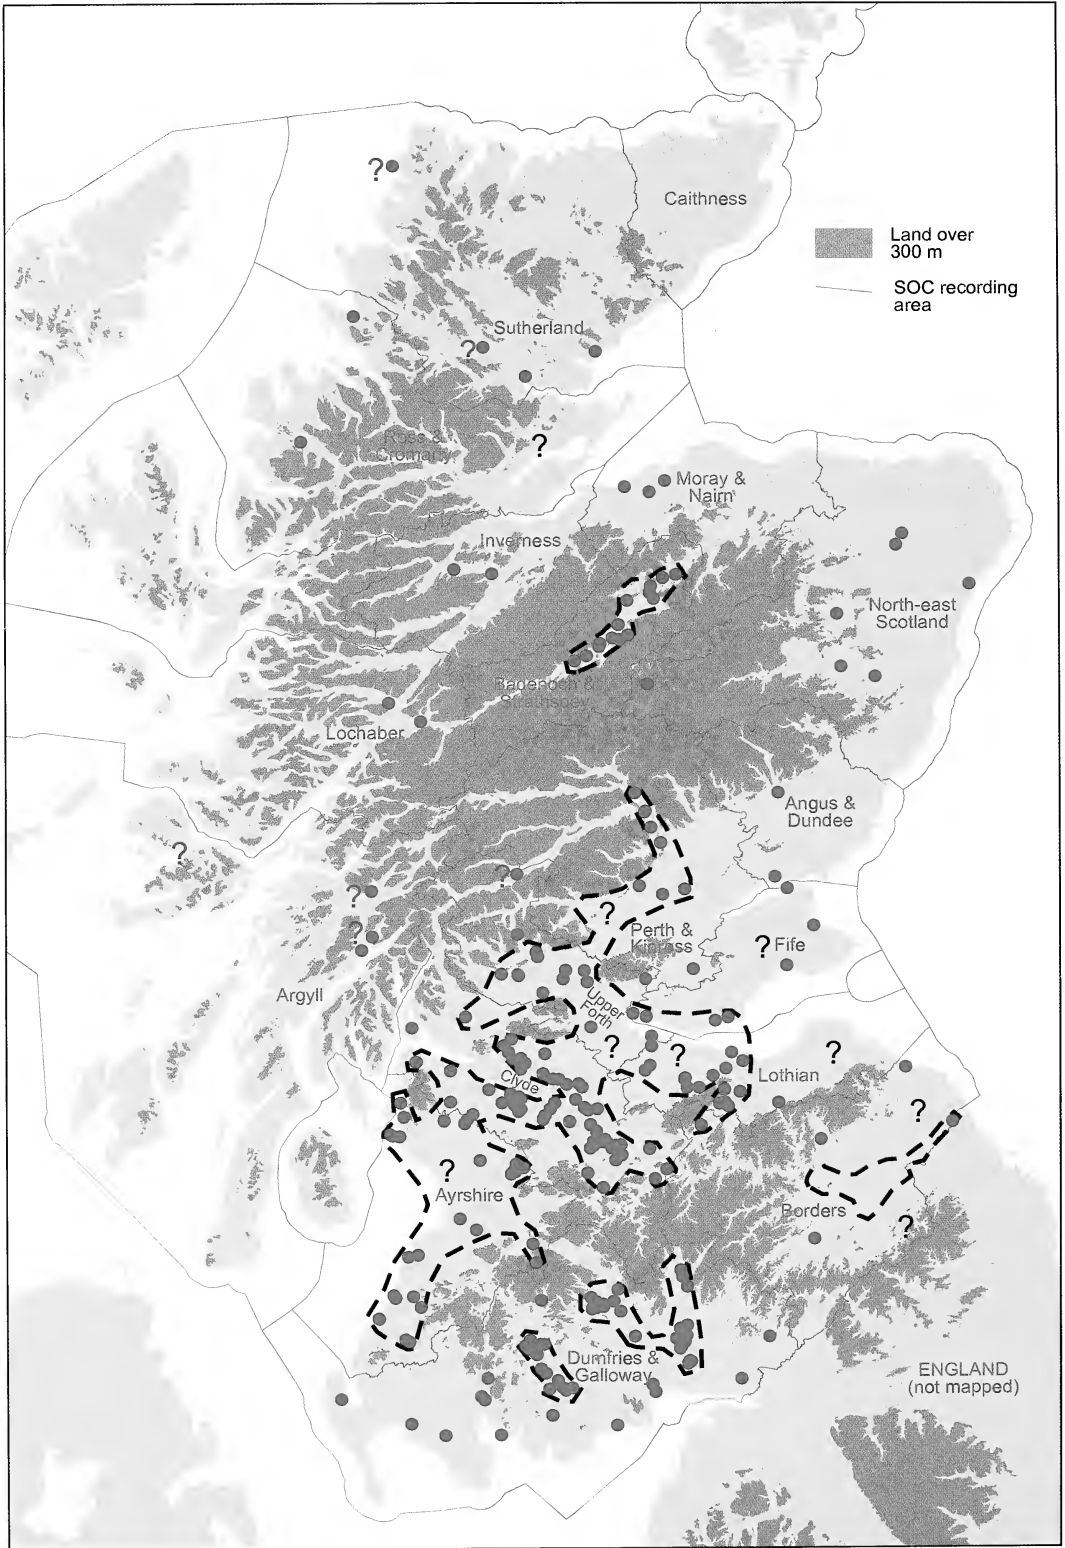 ?
Caithness
Land over
300 m
SOC recording
area
Sutherland
?
Ross &
Cromarty
?
Moray &
Nairn
Inverness
North-east
Scotland
Badenoch &
Strathspey
Lochaber
Angus &
Dundee
?
?
?
?
?
Perth &
Kinross
? Fife
Argyll
Upper
Forth
?
?
?
Clyde
Lothian
?
?
Ayrshire
Borders
?
Dumfries &
Galloway
ENGLAND
(not mapped)